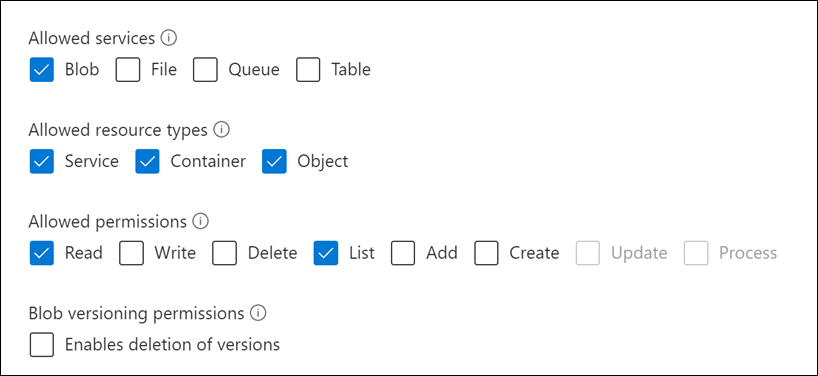 Allowed services
Blob File Queue Table
Allowed resource types
Service Container Object
Allowed permissions
Read Write Delete List Add Create Update Process
Blob versioning permissions
Enables deletion of versions